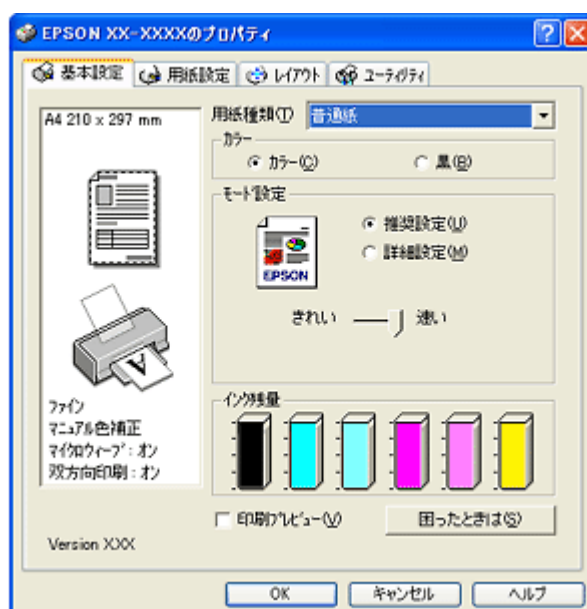 EPSON XX-XXXXのプロパティ
基本設定 用紙設定 レイアウト ユーティリティ
A4 210 x 297 mm
用紙種類(T) 普通紙
カラー
カラー(C) 黒(B)
モード設定
推奨設定(U)
詳細設定(M)
EPSON
きれい 速い
A
ファイン
マニュアル色補正
マイクロウィーブ : オン
双方向印刷 : オン
インク残量
印刷プレビュー(V) 困ったときは(S)
Version XXX
OK キャンセル ヘルプ